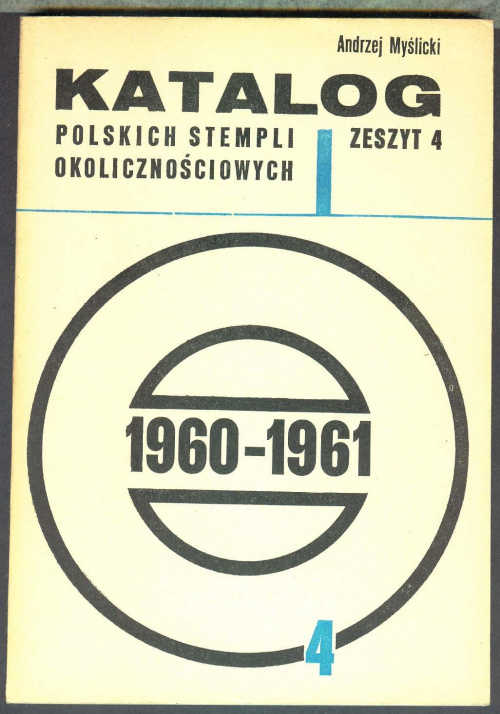 Andrzej Myślicki
KATALOG
POLSKICH STEMPLI
OKOLICZNOŚCIOWYCH
ZESZYT 4
1960-1961
4